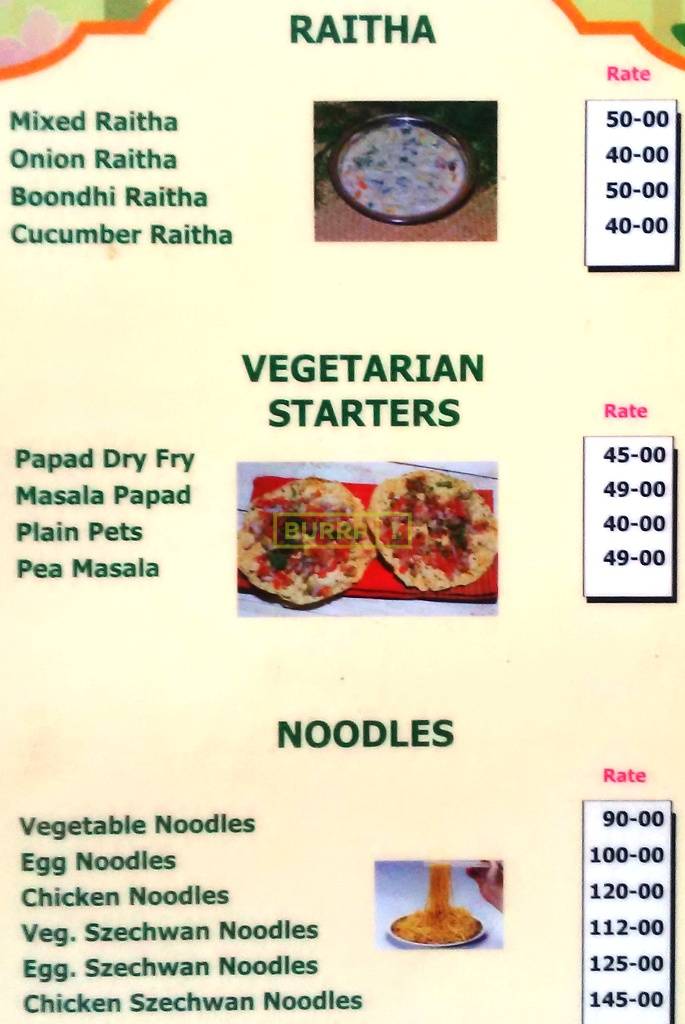 RAITHA
Rate
Mixed Raitha 50-00
Onion Raitha 40-00
Boondhi Raitha 50-00
Cucumber Raitha 40-00
VEGETARIAN
STARTERS
Rate
Papad Dry Fry 45-00
Masala Papad 49-00
Plain Pets 40-00
Pea Masala 49-00
NOODLES
Rate
Vegetable Noodles 90-00
Egg Noodles 100-00
Chicken Noodles 120-00
Veg. Szechwan Noodles 112-00
Egg. Szechwan Noodles 125-00
Chicken Szechwan Noodles 145-00